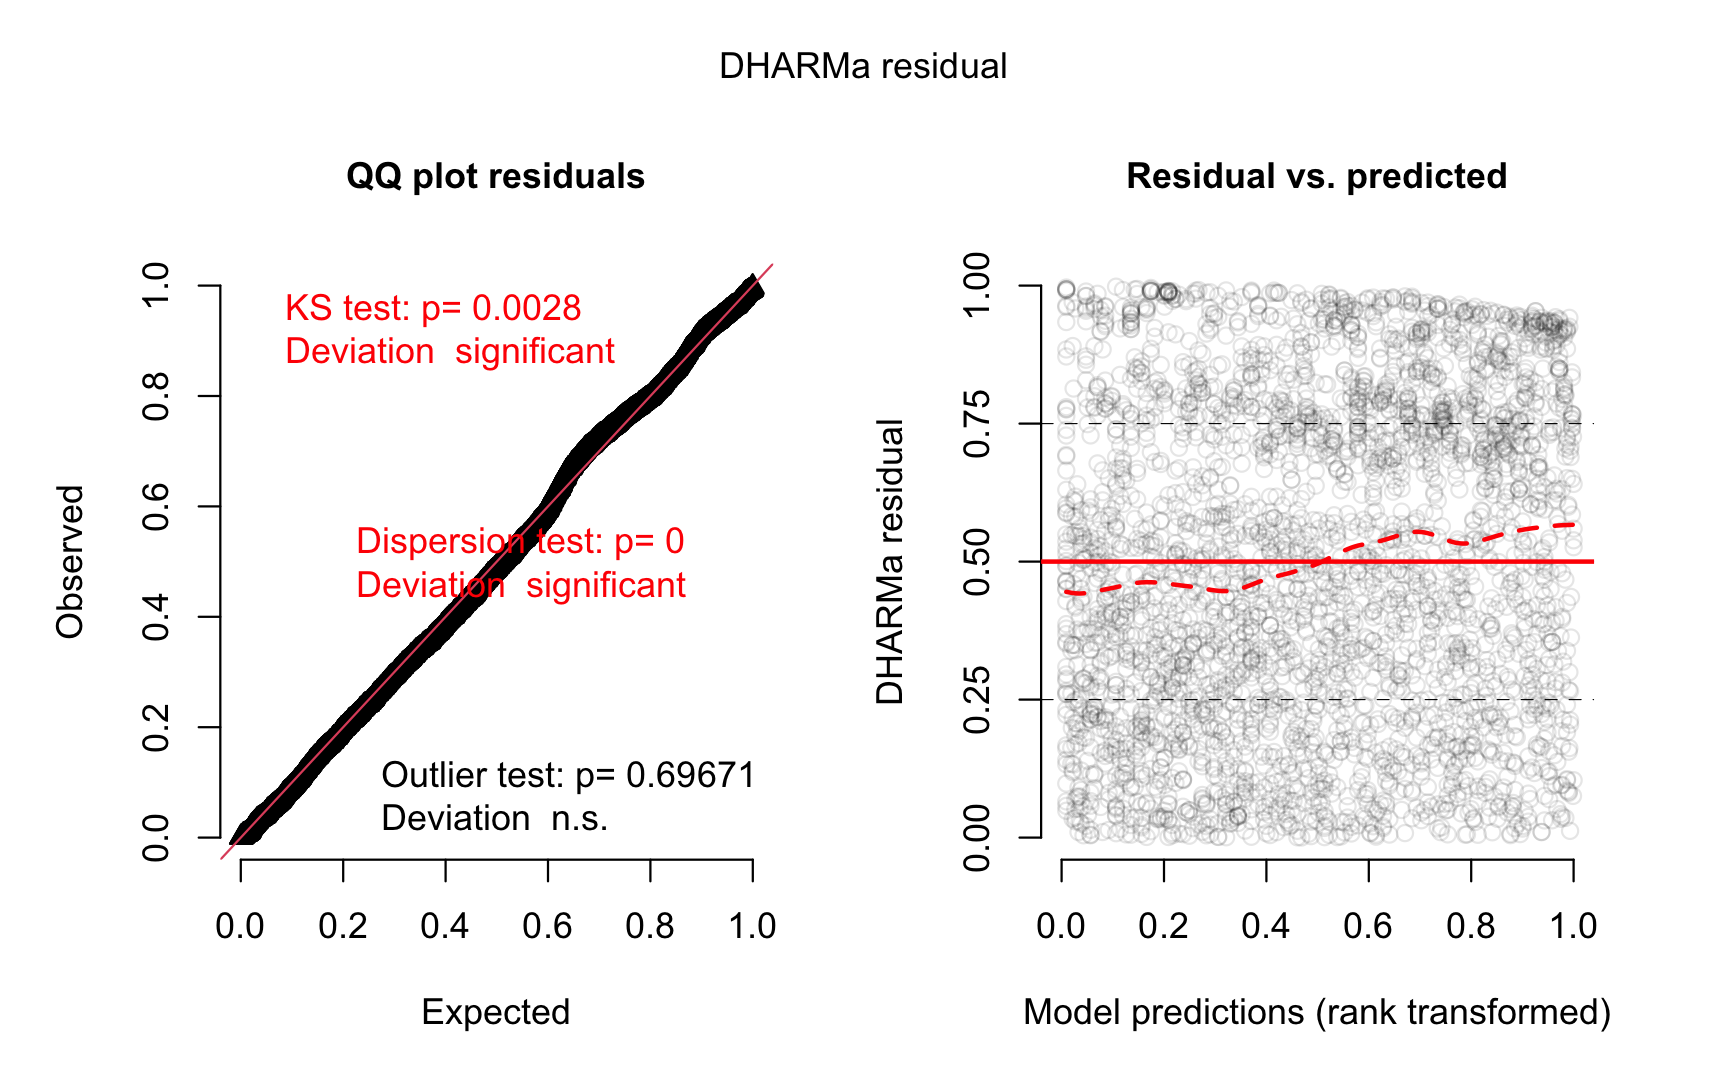 DHARMa residual
QQ plot residuals
KS test: p= 0.0028
Deviation  significant
Dispersion test: p= 0
Deviation  significant
Outlier test: p= 0.69671
Deviation  n.s.
Observed
0.0 0.2 0.4 0.6 0.8 1.0
0.0 0.2 0.4 0.6 0.8 1.0
Expected
Residual vs. predicted
DHARMa residual
0.00 0.25 0.50 0.75 1.00
0.0 0.2 0.4 0.6 0.8 1.0
Model predictions (rank transformed)